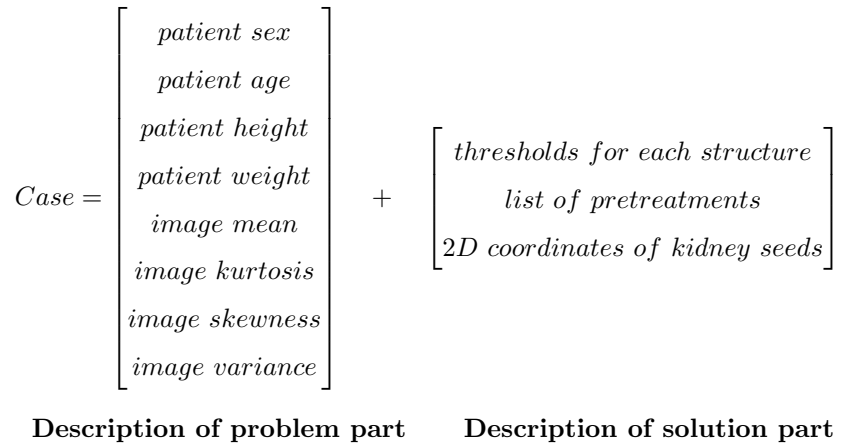 patient sex
patient age
patient height
patient weight
Case =
image mean
image kurtosis
image skewness
image variance
+
thresholds for each structure
list of pretreatments
2D coordinates of kidney seeds
Description of problem part
Description of solution part